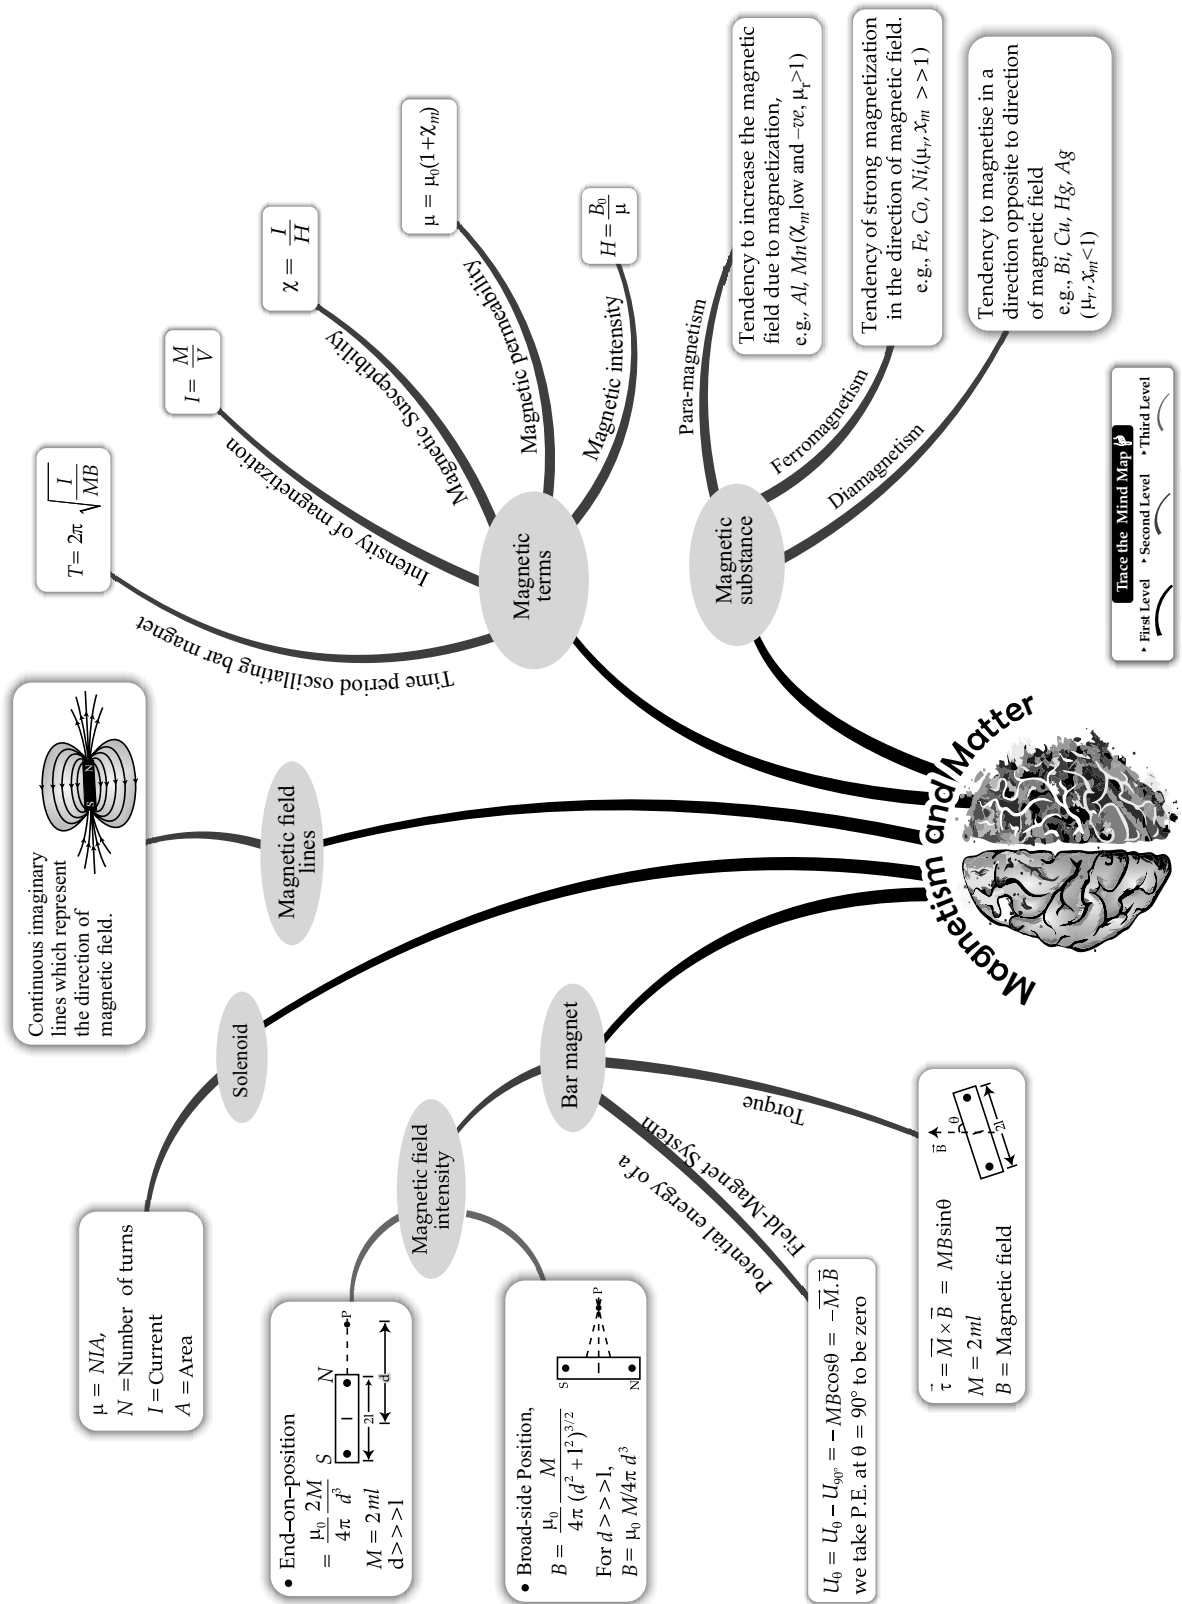 Magnetism and Matter
Trace the Mind Map
▸ First Level ▸ Second Level ▸ Third Level
Bar magnet
Magnetic field
intensity
• End–on–position
= μ₀/4π 2M/d³
M = 2ml
d>>>l
S N
P
2l
d
• Broad-side Position,
B = μ₀/4π M/(d² + l²)^3/2
For d >>>l,
B = μ₀ M/4π d³
S
N
P
Potential energy of a
Field-Magnet System
U_θ = U_θ − U_90° = −MBcosθ = −M⃗.B⃗
we take P.E. at θ = 90° to be zero
Torque
τ⃗ = M⃗ × B⃗ = MBsinθ
M = 2ml
B = Magnetic field
B⃗
θ
2l
Solenoid
μ = NIA,
N =Number of turns
I =Current
A =Area
Magnetic field
lines
Continuous imaginary
lines which represent
the direction of
magnetic field.
S N
Magnetic
terms
Time period oscillating bar magnet
T = 2π √(I/MB)
Intensity of magnetization
I = M/V
Magnetic Susceptibility
χ = I/H
Magnetic permeability
μ = μ₀(1+χₘ)
Magnetic intensity
H = B₀/μ
Magnetic
substance
Para-magnetism
Tendency to increase the magnetic
field due to magnetization,
e.g., Al, Mn(χₘ low and −ve, μᵣ>1)
Ferromagnetism
Tendency of strong magnetization
in the direction of magnetic field.
e.g., Fe, Co, Ni,(μᵣ, xₘ >>1)
Diamagnetism
Tendency to magnetise in a
direction opposite to direction
of magnetic field
e.g., Bi, Cu, Hg, Ag
(μᵣ, xₘ<1)